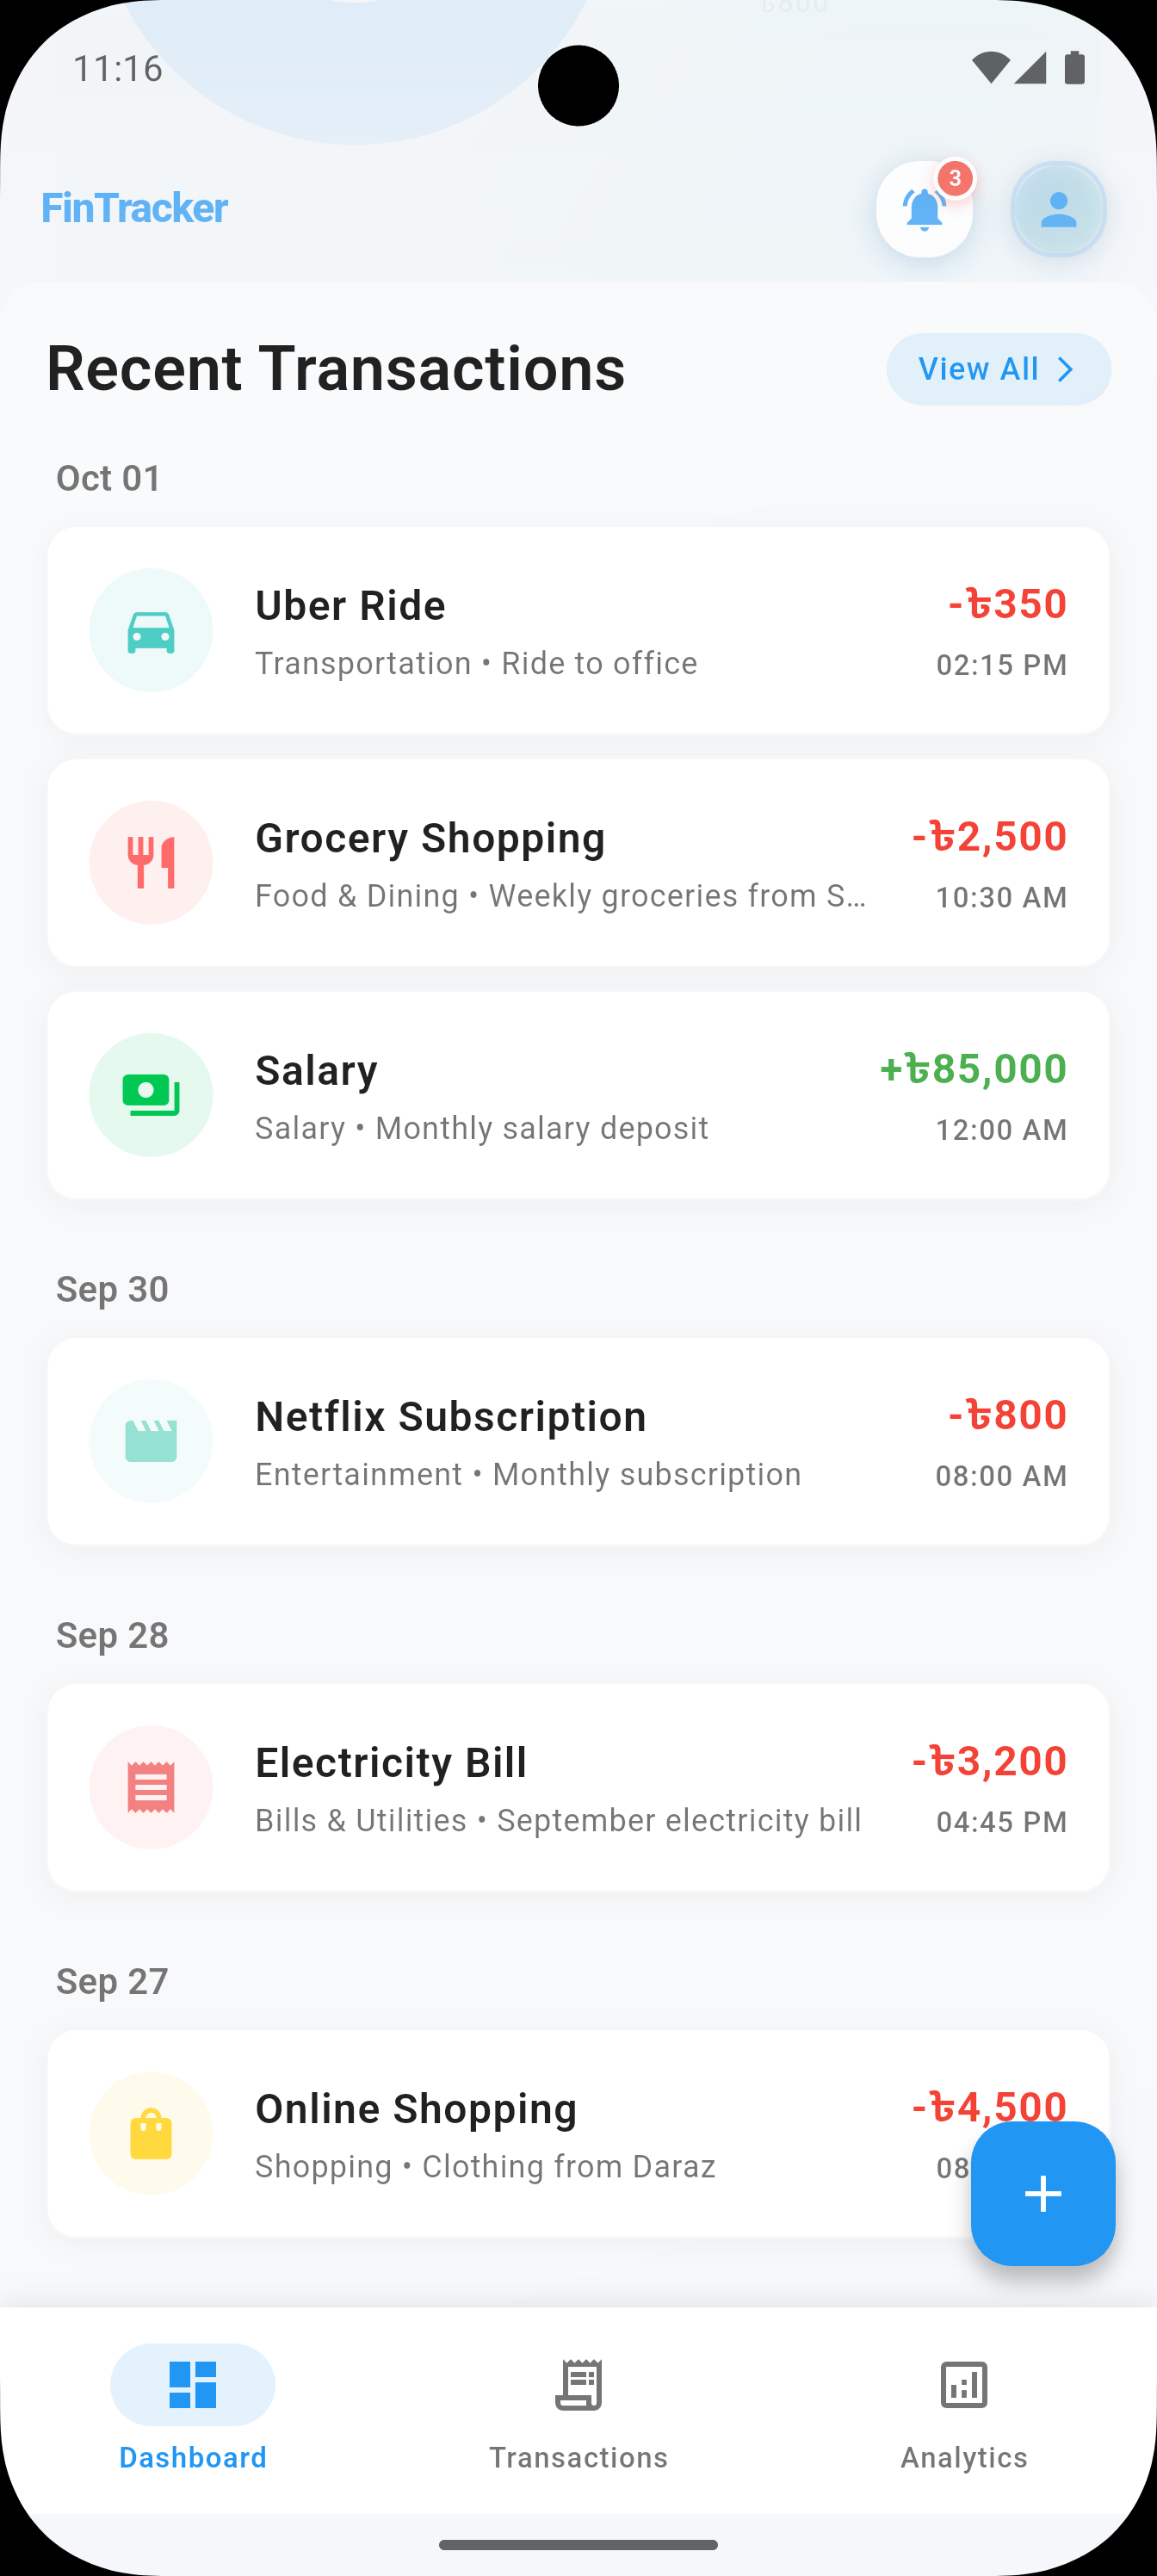 ৳800
11:16
FinTracker
3
Recent Transactions
View All
Oct 01
Uber Ride
-৳350
Transportation • Ride to office
02:15 PM
Grocery Shopping
-৳2,500
Food & Dining • Weekly groceries from S...
10:30 AM
Salary
+৳85,000
Salary • Monthly salary deposit
12:00 AM
Sep 30
Netflix Subscription
-৳800
Entertainment • Monthly subscription
08:00 AM
Sep 28
Electricity Bill
-৳3,200
Bills & Utilities • September electricity bill
04:45 PM
Sep 27
Online Shopping
-৳4,500
Shopping • Clothing from Daraz
08
Dashboard
Transactions
Analytics